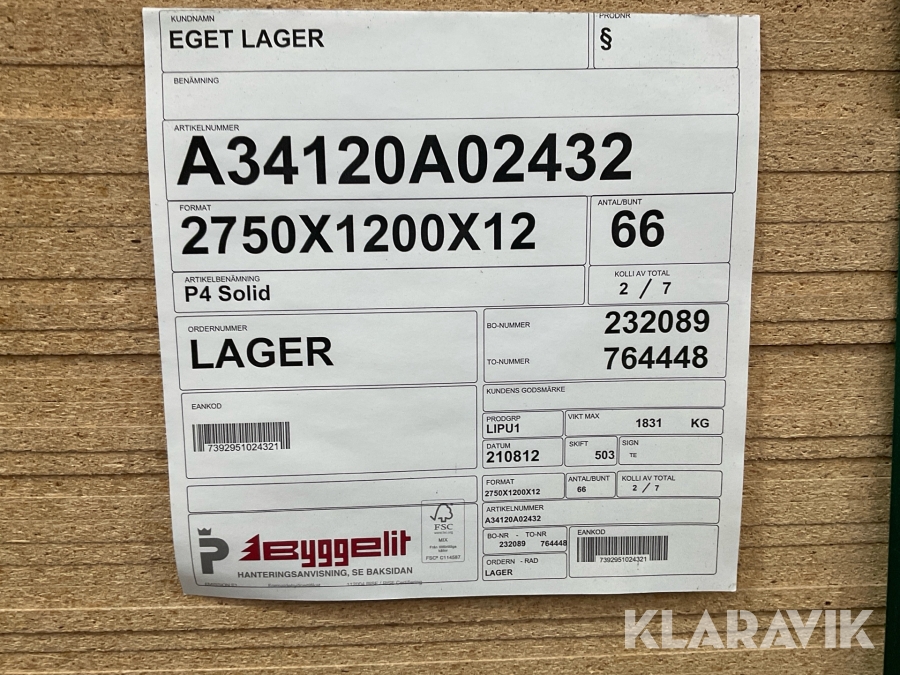 KUNDNAMN
EGET LAGER
PRODNR
§
BENÄMNING
ARTIKELNUMMER
A34120A02432
FORMAT
2750X1200X12
ANTAL/BUNT
66
ARTIKELBENÄMNING
P4 Solid
KOLLI AV TOTAL
2 / 7
ORDERNUMMER
LAGER
BO-NUMMER 232089
TO-NUMMER 764448
KUNDENS GODSMÄRKE
EANKOD
7392951024321
PRODGRP
LIPU1
VIKT MAX
1831 KG
DATUM
210812
SKIFT
503
SIGN
TE
FORMAT
2750X1200X12
ANTAL/BUNT
66
KOLLI AV TOTAL
2 / 7
ARTIKELNUMMER
A34120A02432
BO-NR - TO-NR
232089 764448
EANKOD
7392951024321
ORDERN - RAD
LAGER
P
Byggelit
HANTERINGSANVISNING, SE BAKSIDAN
FSC
MIX
KLARAVIK